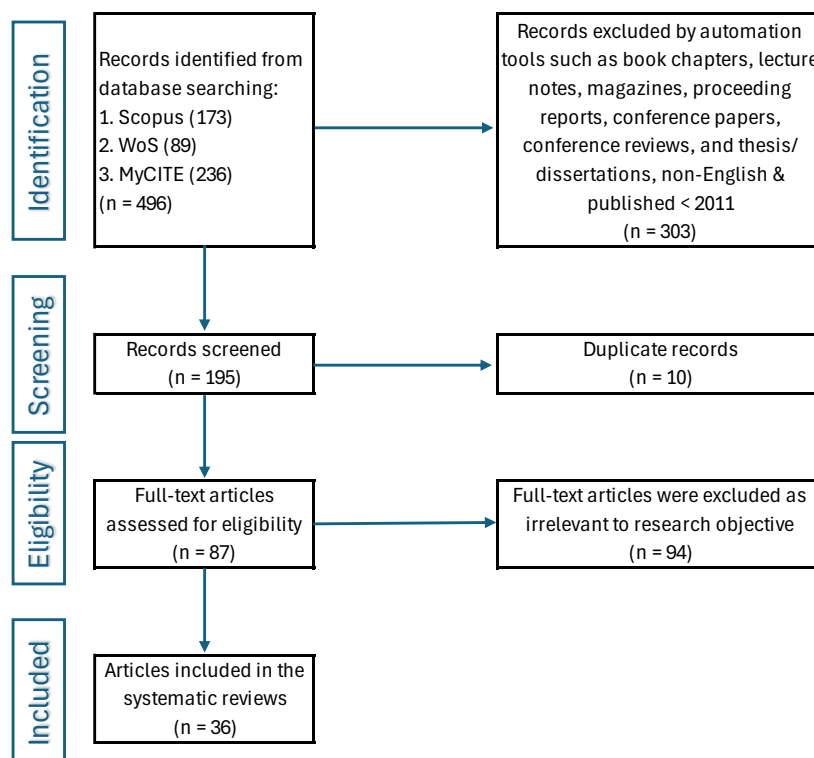 Identification
Records identified from
database searching:
1. Scopus (173)
2. WoS (89)
3. MyCITE (236)
(n = 496)
Records excluded by automation
tools such as book chapters, lecture
notes, magazines, proceeding
reports, conference papers,
conference reviews, and thesis/
dissertations, non-English &
published < 2011
(n = 303)
Screening
Records screened
(n = 195)
Duplicate records
(n = 10)
Eligibility
Full-text articles
assessed for eligibility
(n = 87)
Full-text articles were excluded as
irrelevant to research objective
(n = 94)
Included
Articles included in the
systematic reviews
(n = 36)